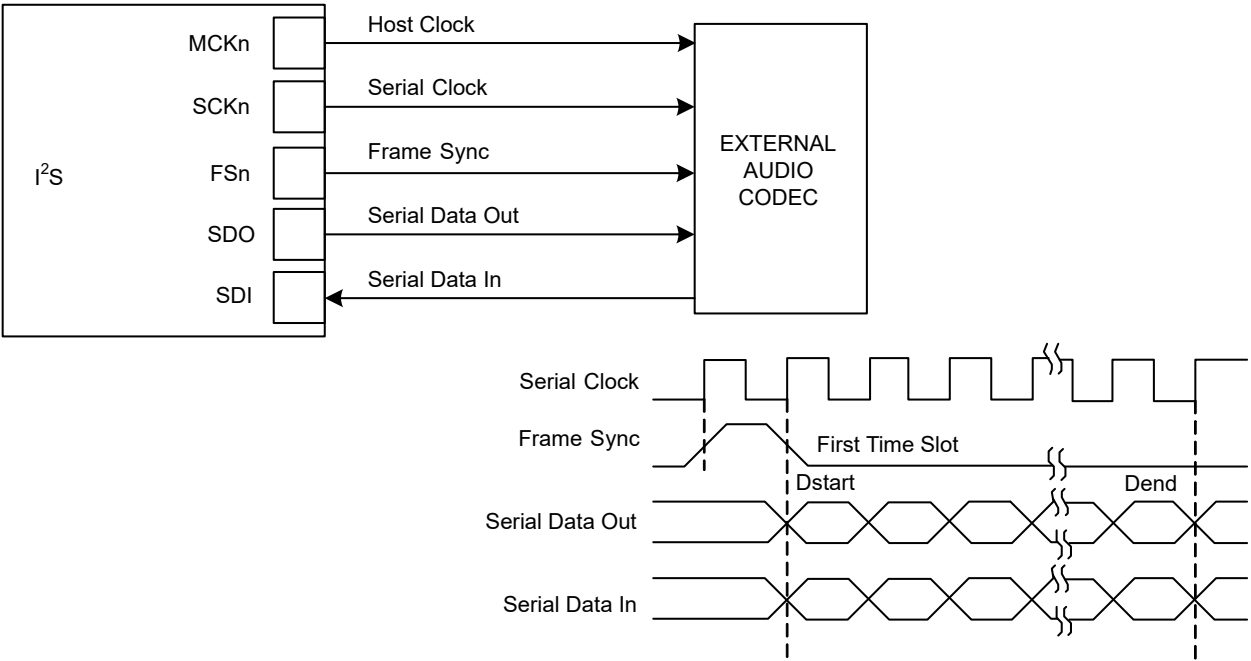 MCKn
Host Clock
SCKn
Serial Clock
I²S
FSn
Frame Sync
SDO
Serial Data Out
SDI
Serial Data In
EXTERNAL
AUDIO
CODEC
Serial Clock
Frame Sync
First Time Slot
Dstart
Dend
Serial Data Out
Serial Data In